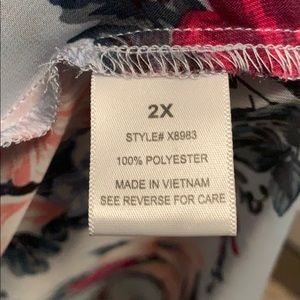 2X
STYLE# X8983
100% POLYESTER
MADE IN VIETNAM
SEE REVERSE FOR CARE